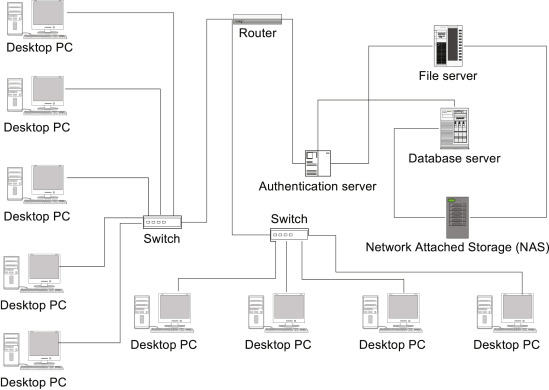 Desktop PC
Router
File server
Desktop PC
Database server
Authentication server
Desktop PC
Switch
Switch
Network Attached Storage (NAS)
Desktop PC
Desktop PC
Desktop PC
Desktop PC
Desktop PC
Desktop PC